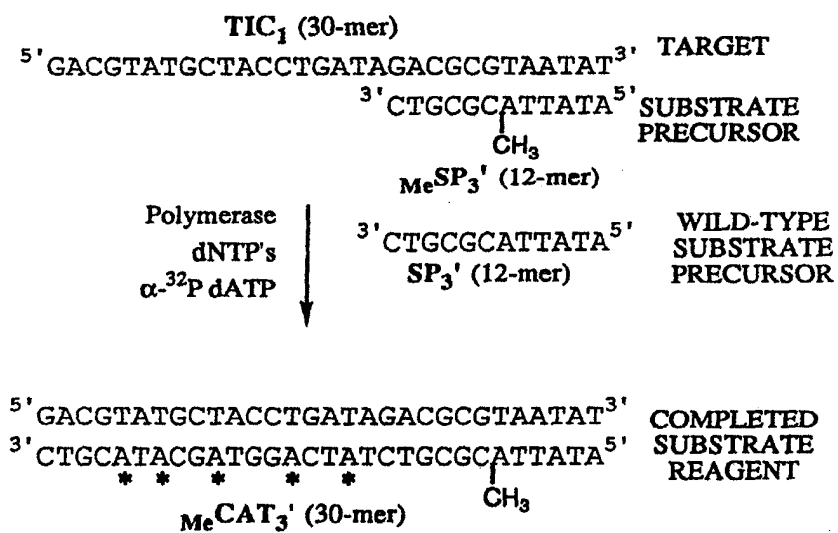 TIC₁ (30-mer)
5'GACGTATGCTACCTGATAGACGCGTAATAT3' TARGET
3'CTGCGCATTATA5' SUBSTRATE
PRECURSOR
CH₃
MeSP₃' (12-mer)
Polymerase
dNTP's
α-³²P dATP
3'CTGCGCATTATA5'
SP₃' (12-mer)
WILD-TYPE
SUBSTRATE
PRECURSOR
5'GACGTATGCTACCTGATAGACGCGTAATAT3'
3'CTGCATACGATGGACTATCTGCGCATTATA5'
* * * * *
CH₃
MeCAT₃' (30-mer)
COMPLETED
SUBSTRATE
REAGENT